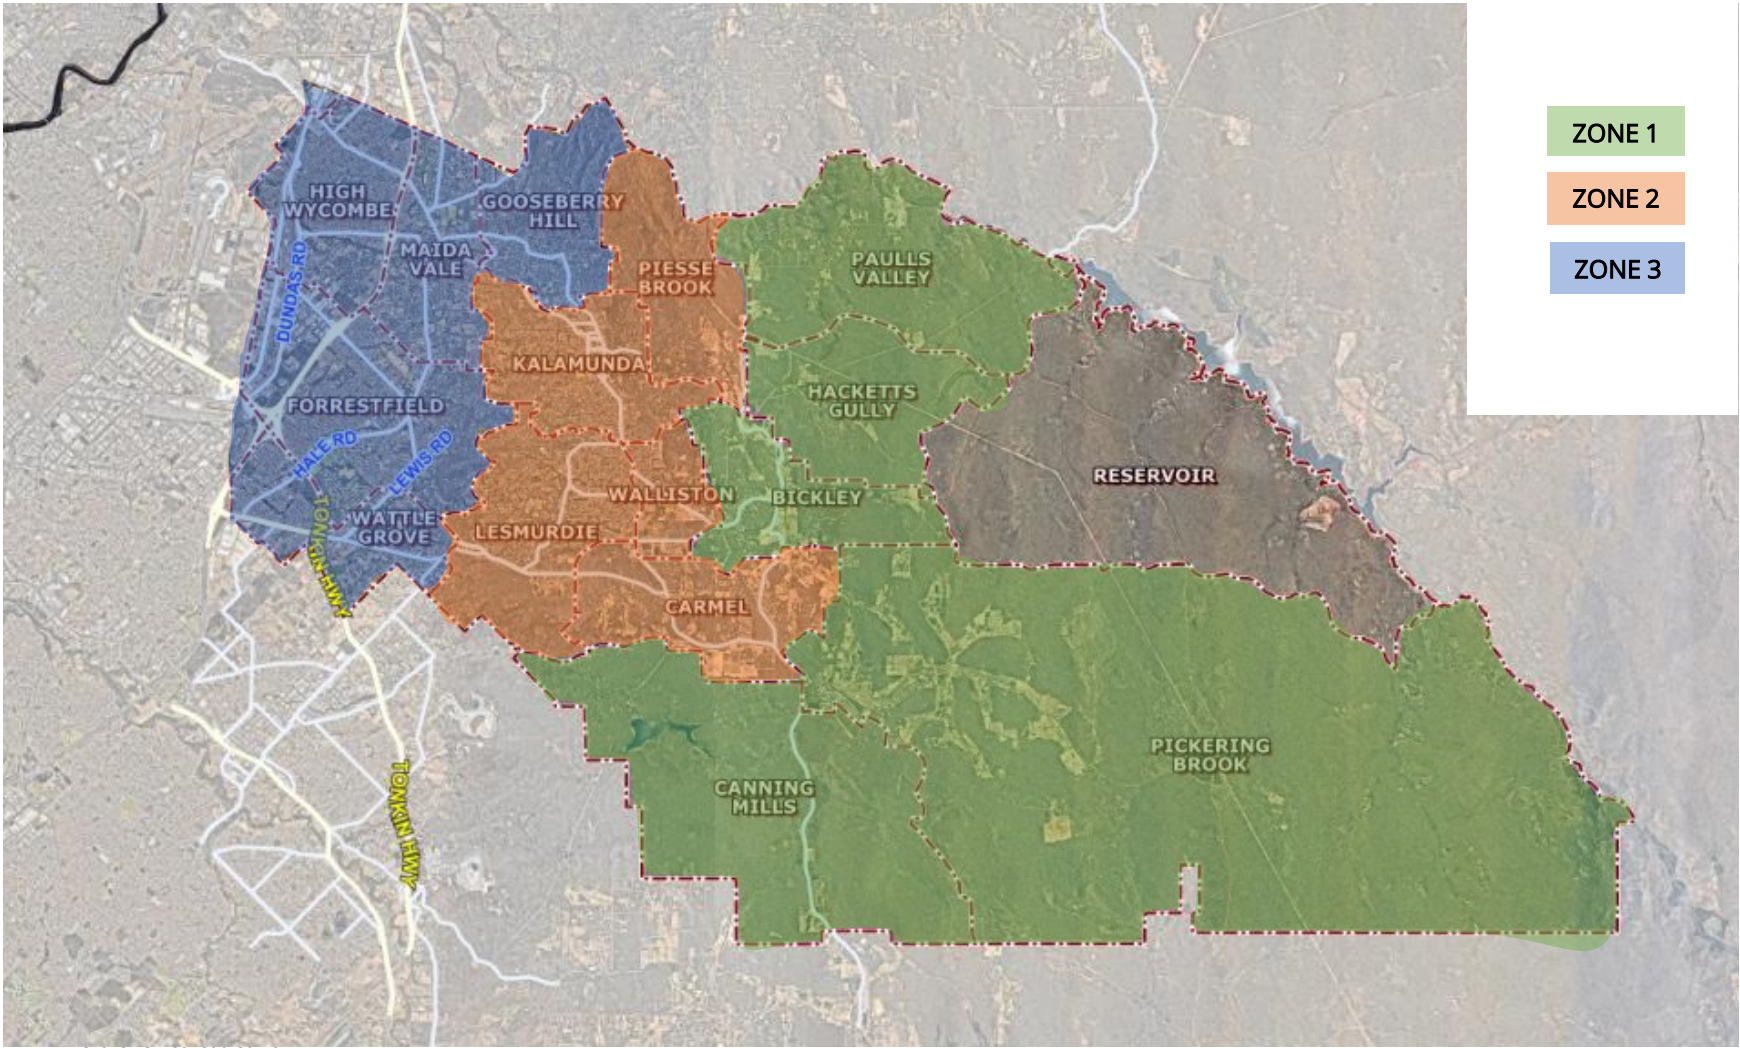 ZONE 1
ZONE 2
ZONE 3
HIGH
WYCOMBE
GOOSEBERRY
HILL
MAIDA
VALE
DUNDAS RD
PIESSE
BROOK
PAULLS
VALLEY
KALAMUNDA
HACKETTS
GULLY
FORRESTFIELD
HALE RD
LEWIS RD
RESERVOIR
WALLISTON
BICKLEY
TONKIN HWY
WATTLE
GROVE
LESMURDIE
CARMEL
PICKERING
BROOK
CANNING
MILLS
TONKIN HWY